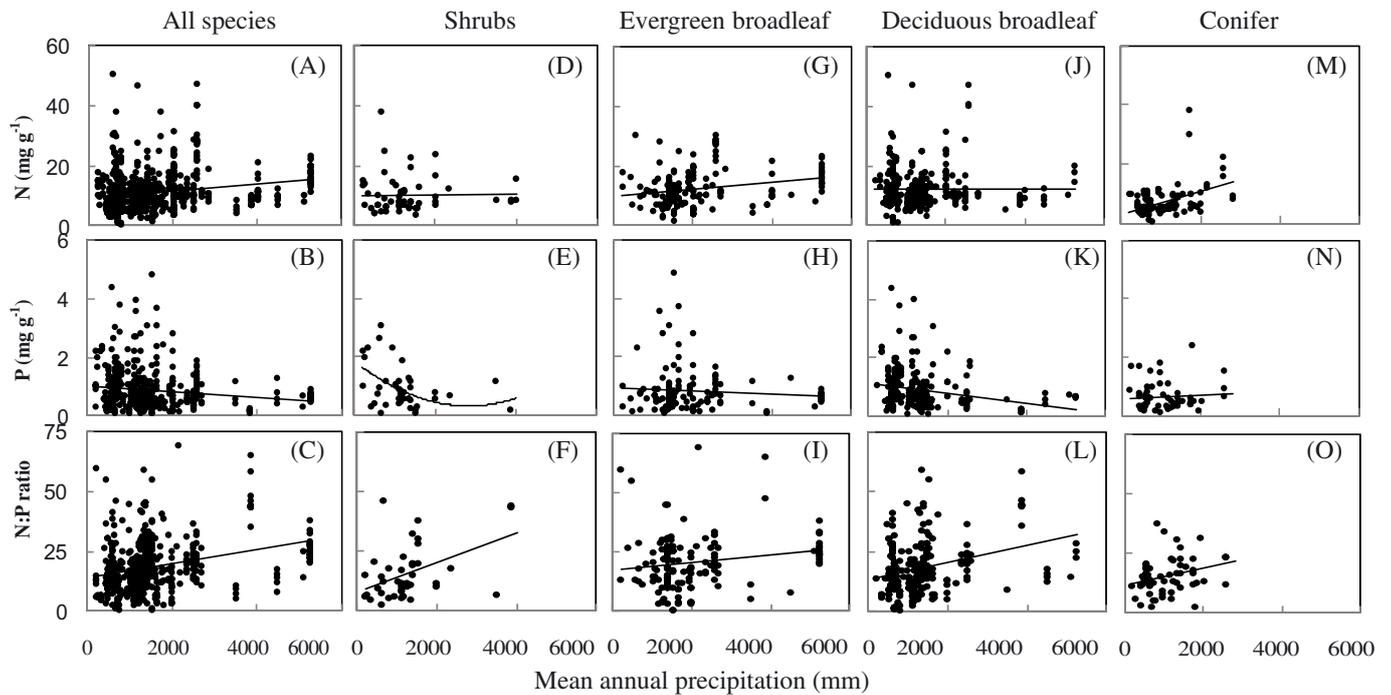 All species Shrubs Evergreen broadleaf Deciduous broadleaf Conifer
60
(A) (D) (G) (J) (M)
40
N (mg g-1)
20
0
6
(B) (E) (H) (K) (N)
4
P (mg g-1)
2
0
75
(C) (F) (I) (L) (O)
50
N:P ratio
25
0
0 2000 4000 6000 0 2000 4000 6000 0 2000 4000 6000 0 2000 4000 6000 0 2000 4000 6000
Mean annual precipitation (mm)